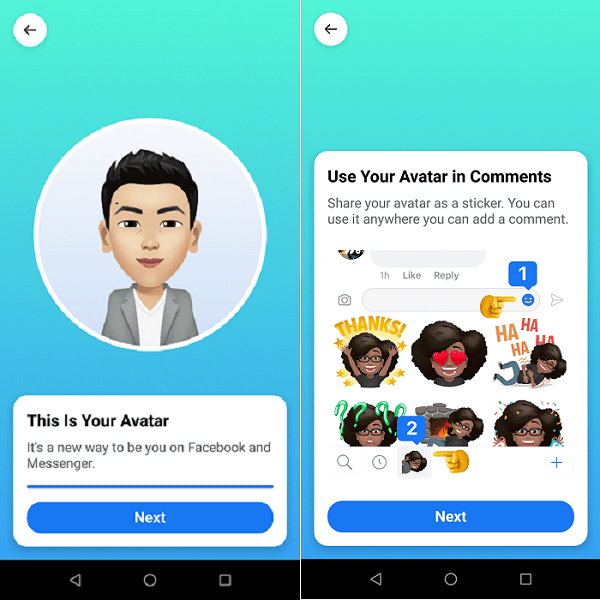 This Is Your Avatar
It's a new way to be you on Facebook and
Messenger.
Next
Use Your Avatar in Comments
Share your avatar as a sticker. You can
use it anywhere you can add a comment.
1h Like Reply
1
THANKS!
HA HA
HA HA
????
2
Next